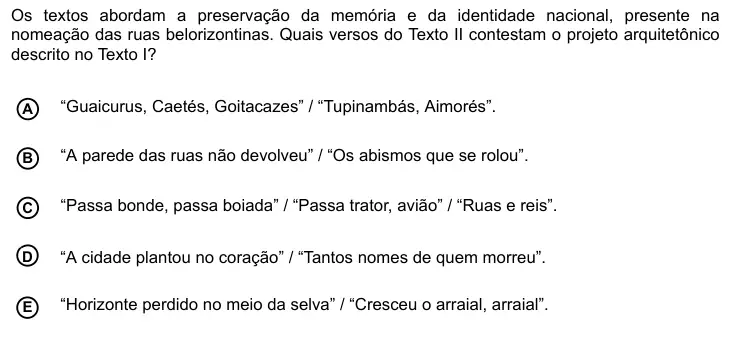 Os textos abordam a preservação da memória e da identidade nacional, presente na
nomeação das ruas belorizontinas. Quais versos do Texto II contestam o projeto arquitetônico
descrito no Texto I?
A “Guaicurus, Caetés, Goitacazes” / “Tupinambás, Aimorés”.
B “A parede das ruas não devolveu” / “Os abismos que se rolou”.
C “Passa bonde, passa boiada” / “Passa trator, avião” / “Ruas e reis”.
D “A cidade plantou no coração” / “Tantos nomes de quem morreu”.
E “Horizonte perdido no meio da selva” / “Cresceu o arraial, arraial”.